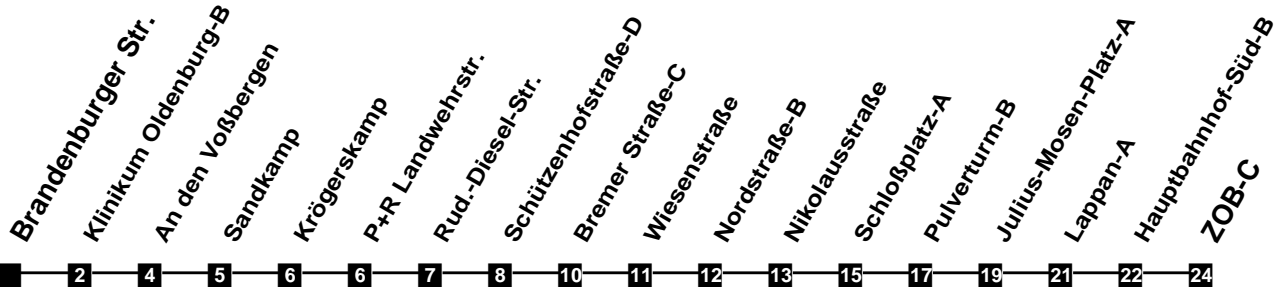 Brandenburger Str.
Klinikum Oldenburg-B
An den Voßbergen
Sandkamp
Krögerskamp
P+R Landwehrstr.
Rud.-Diesel-Str.
Schützenhofstraße-D
Bremer Straße-C
Wiesenstraße
Nordstraße-B
Nikolausstraße
Schloßplatz-A
Pulverturm-B
Julius-Mosen-Platz-A
Lappan-A
Hauptbahnhof-Süd-B
ZOB-C
2 4 5 6 6 7 8 10 11 12 13 15 17 19 21 22 24